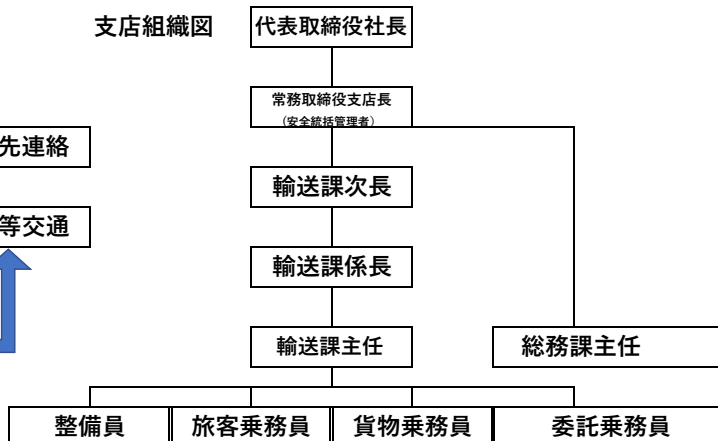 支店組織図
代表取締役社長
常務取締役支店長
（安全統括管理者）
先連絡
輸送課次長
等交通
輸送課係長
輸送課主任
総務課主任
整備員
旅客乗務員
貨物乗務員
委託乗務員